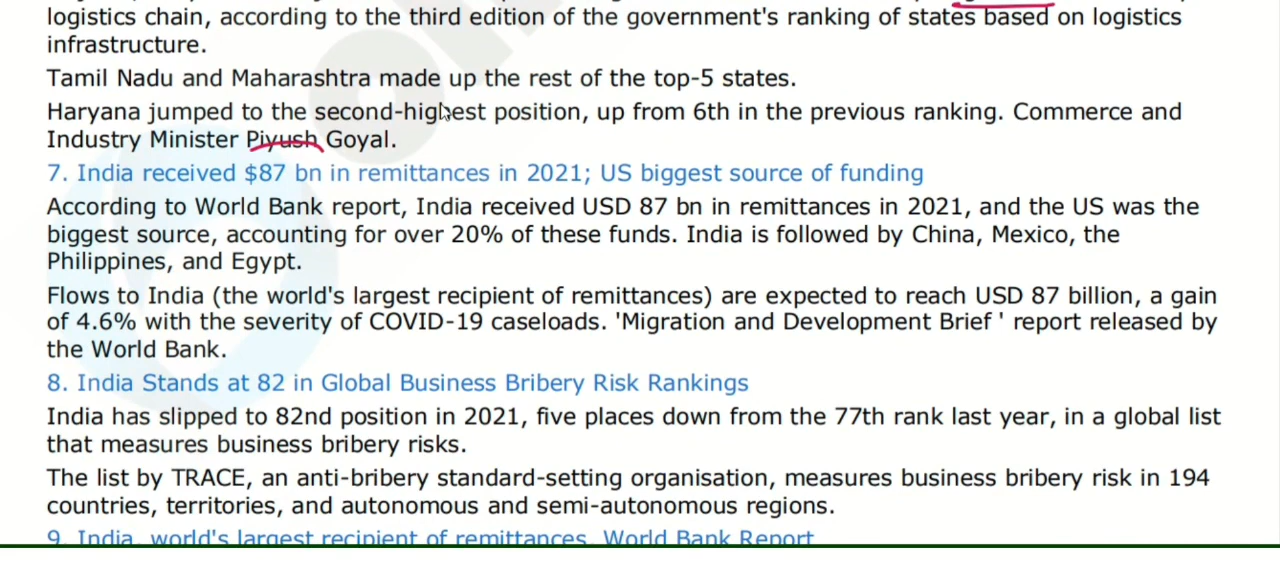 logistics chain, according to the third edition of the government's ranking of states based on logistics
infrastructure.
Tamil Nadu and Maharashtra made up the rest of the top-5 states.
Haryana jumped to the second-highest position, up from 6th in the previous ranking. Commerce and
Industry Minister Piyush Goyal.
7. India received $87 bn in remittances in 2021; US biggest source of funding
According to World Bank report, India received USD 87 bn in remittances in 2021, and the US was the
biggest source, accounting for over 20% of these funds. India is followed by China, Mexico, the
Philippines, and Egypt.
Flows to India (the world's largest recipient of remittances) are expected to reach USD 87 billion, a gain
of 4.6% with the severity of COVID-19 caseloads. 'Migration and Development Brief ' report released by
the World Bank.
8. India Stands at 82 in Global Business Bribery Risk Rankings
India has slipped to 82nd position in 2021, five places down from the 77th rank last year, in a global list
that measures business bribery risks.
The list by TRACE, an anti-bribery standard-setting organisation, measures business bribery risk in 194
countries, territories, and autonomous and semi-autonomous regions.
9. India, world's largest recipient of remittances, World Bank Report